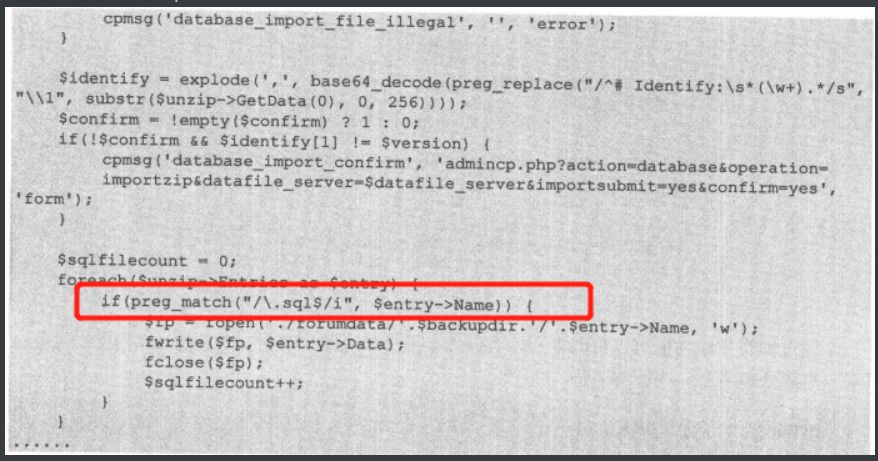 cpmsg('database_import_file_illegal', '', 'error');
}
$identify = explode(',', base64_decode(preg_replace("/^# Identify:\s*(\w+).*/s",
"\\1", substr($unzip->GetData(0), 0, 256))));
$confirm = !empty($confirm) ? 1 : 0;
if(!$confirm && $identify[1] != $version) {
cpmsg('database_import_confirm', 'admincp.php?action=database&operation=
importzip&datafile_server=$datafile_server&importsubmit=yes&confirm=yes',
'form');
}
$sqlfilecount = 0;
foreach($unzip->Entries as $entry) {
if(preg_match("/\.sql$/i", $entry->Name)) {
$fp = fopen('./forumdata/'.$backupdir.'/'.$entry->Name, 'w');
fwrite($fp, $entry->Data);
fclose($fp);
$sqlfilecount++;
}
}
......